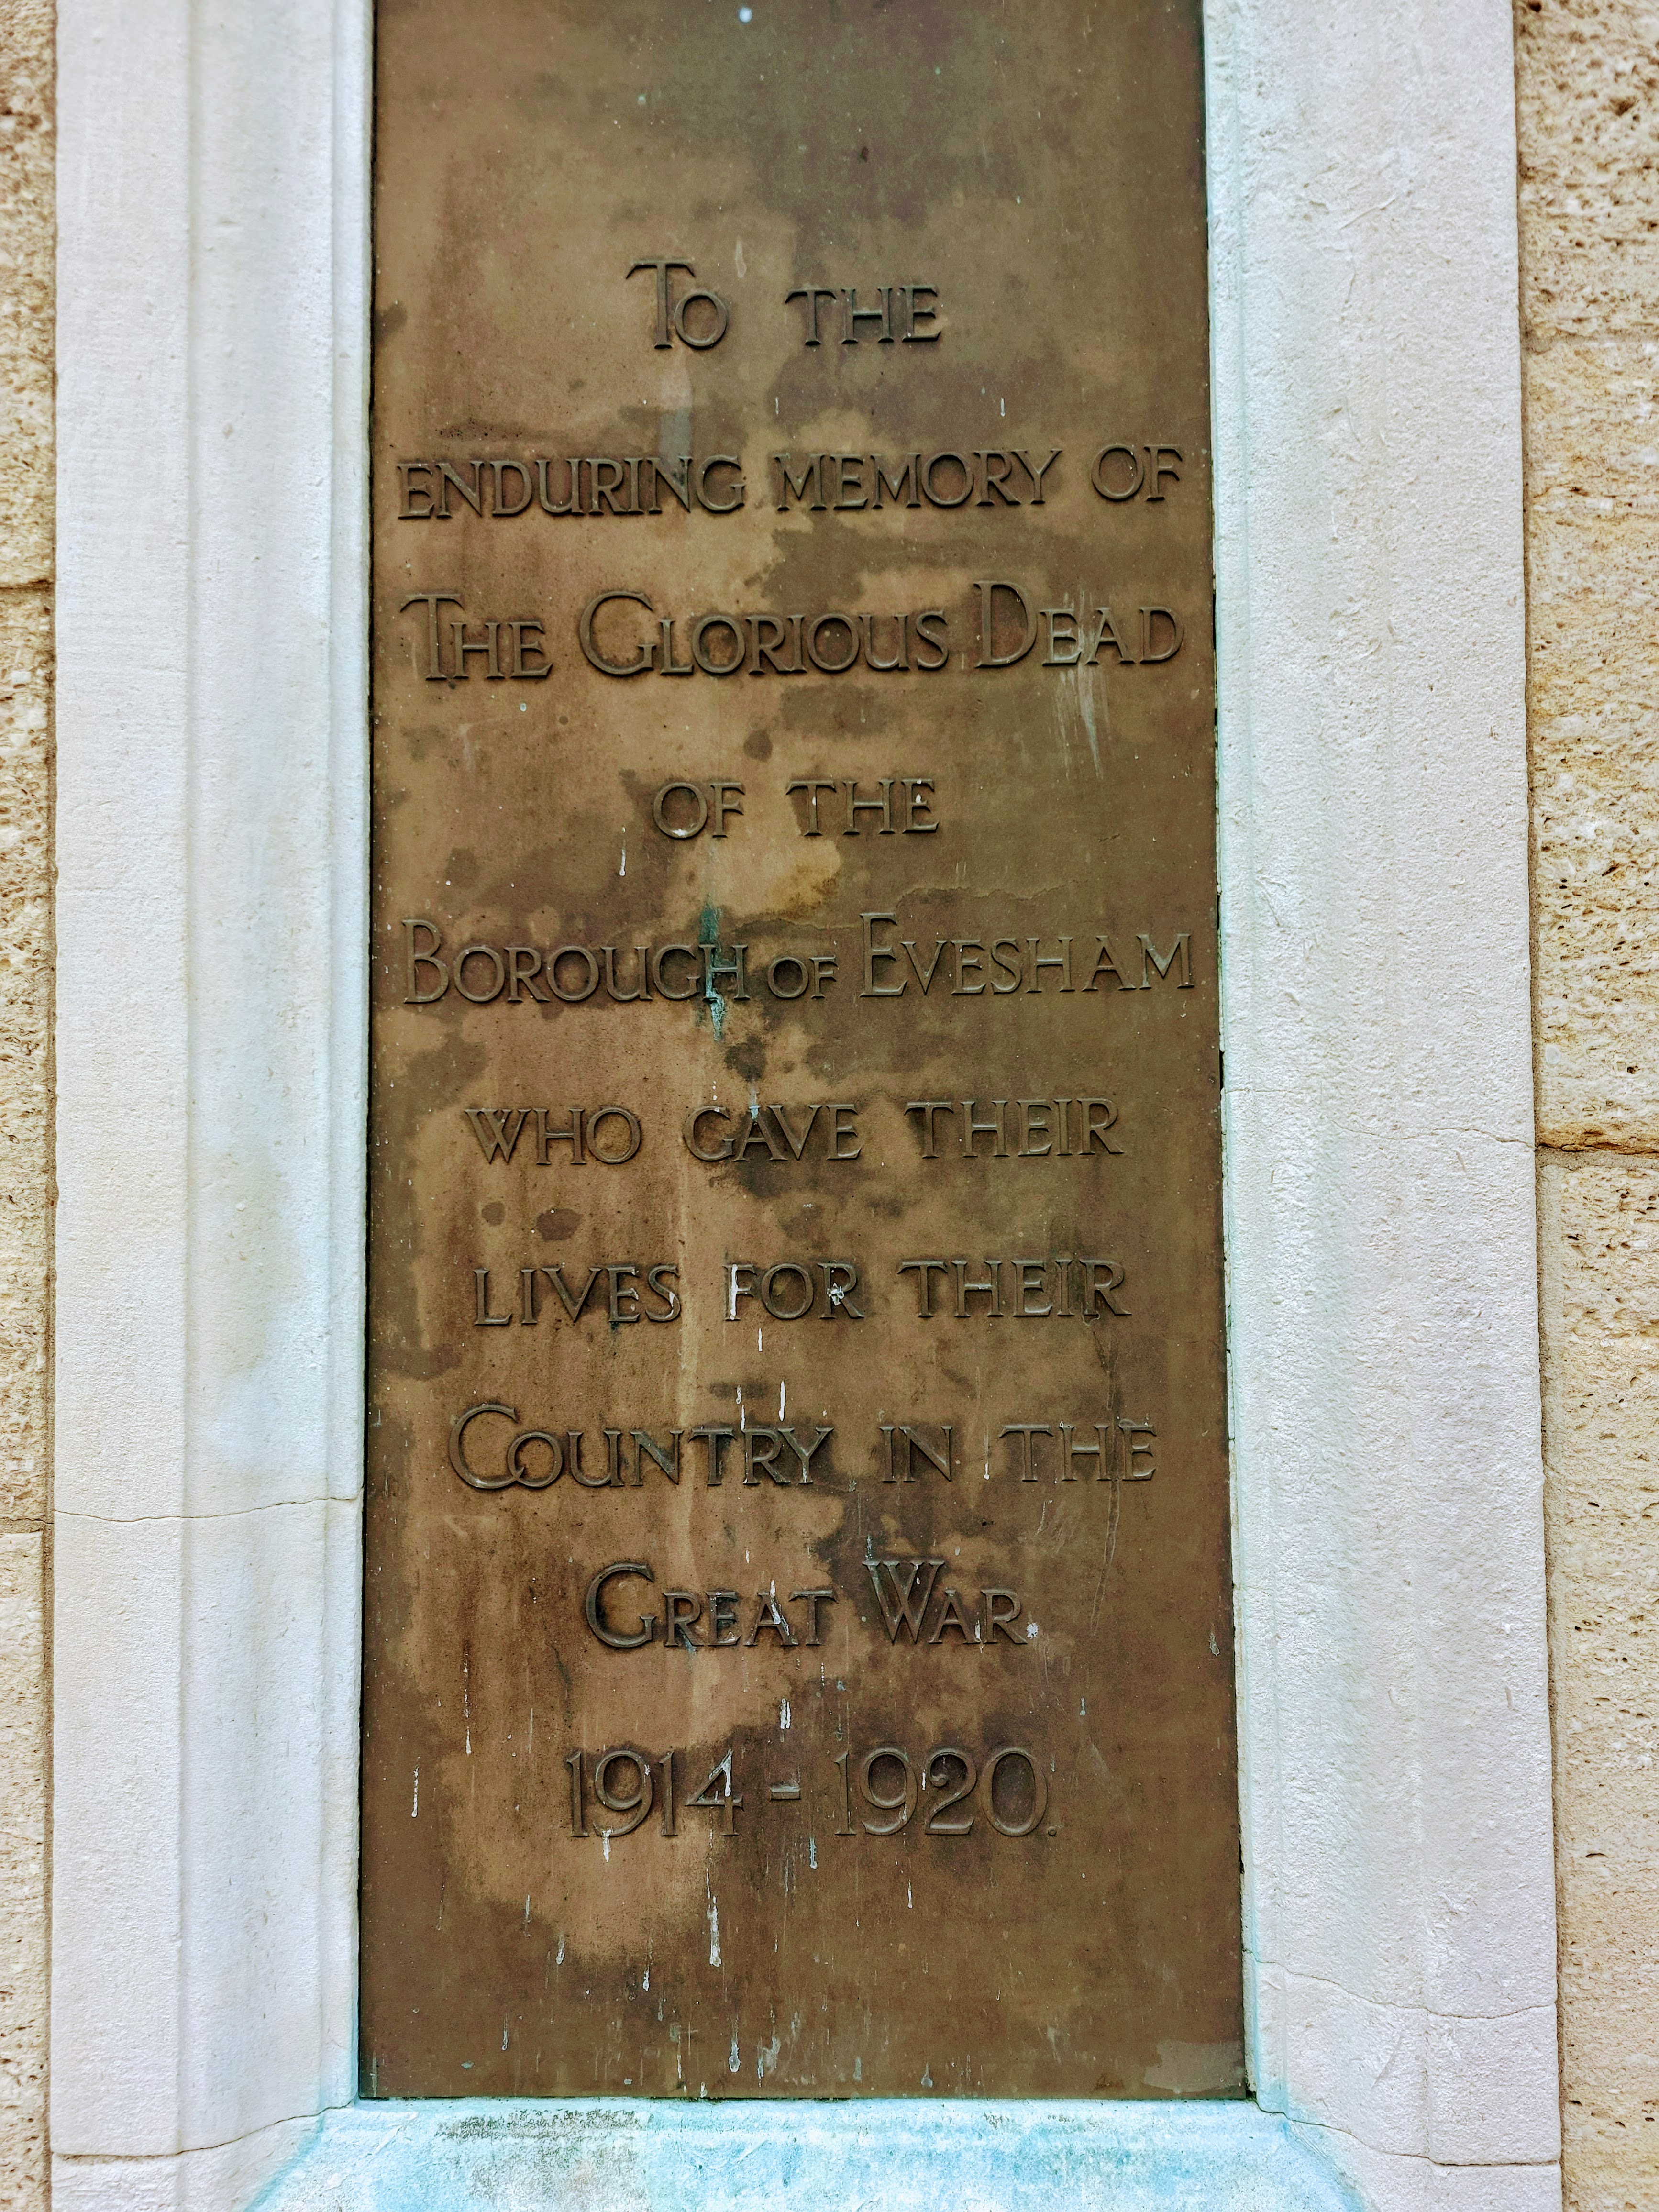 To THE
ENDURING MEMORY OF
THE GLORIOUS DEAD
OF THE
BOROUGH OF EVESHAM
WHO GAVE THEIR
LIVES FOR THEIR
COUNTRY IN THE
GREAT WAR.
1914 - 1920.